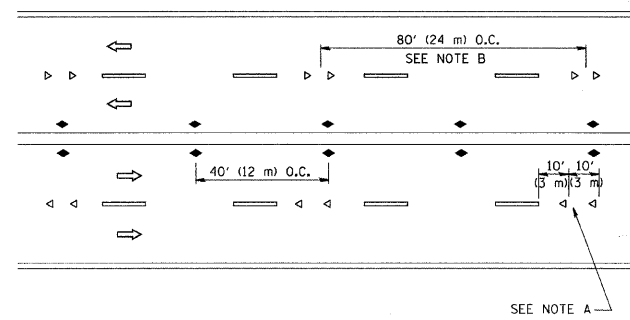 80' (24 m) O.C.
SEE NOTE B
40' (12 m) O.C.
10' 10'
(3 m) (3 m)
SEE NOTE A